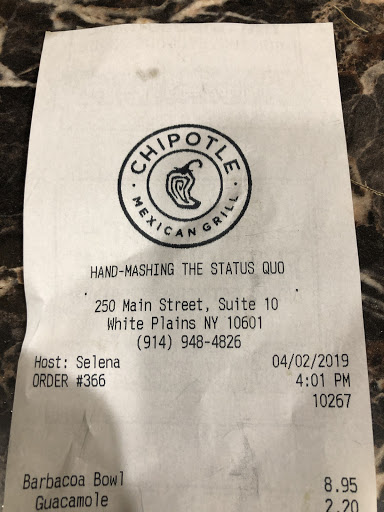 CHIPOTLE
MEXICAN GRILL
HAND-MASHING THE STATUS QUO
250 Main Street, Suite 10
White Plains NY 10601
(914) 948-4826
Host: Selena 04/02/2019
ORDER #366 4:01 PM
10267
Barbacoa Bowl 8.95
Guacamole 2.20